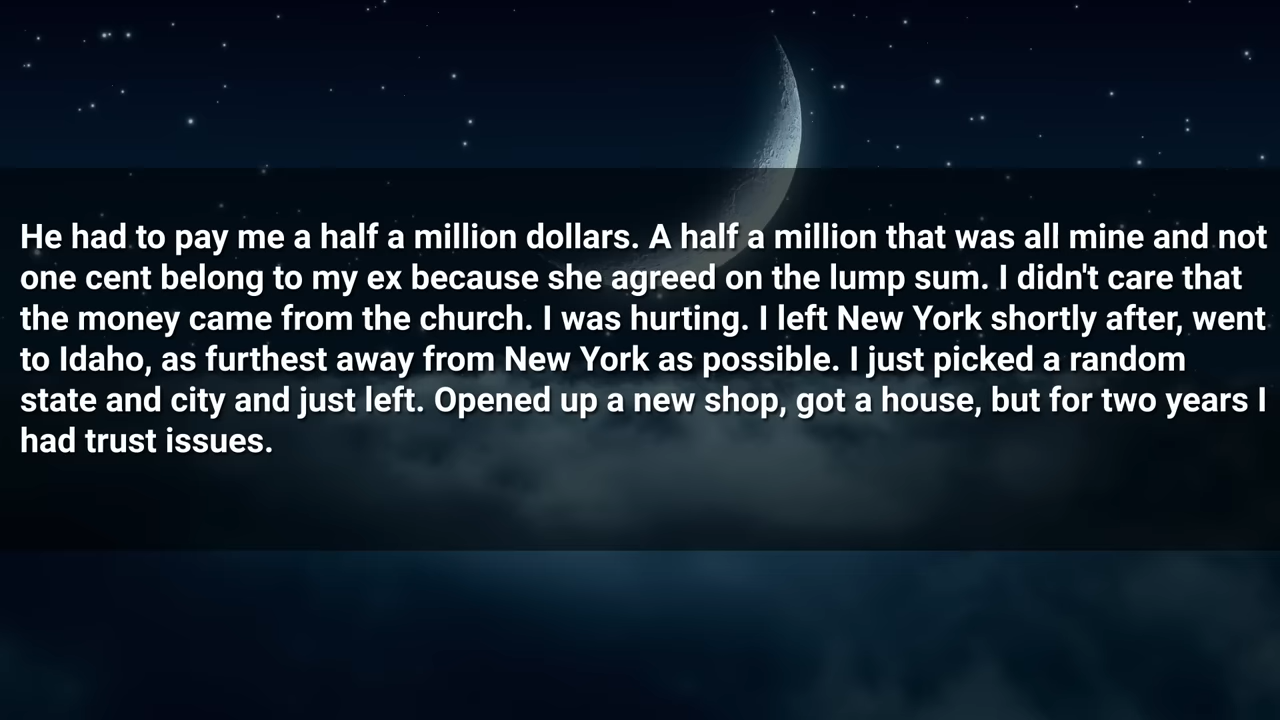 He had to pay me a half a million dollars. A half a million that was all mine and not
one cent belong to my ex because she agreed on the lump sum. I didn't care that
the money came from the church. I was hurting. I left New York shortly after, went
to Idaho, as furthest away from New York as possible. I just picked a random
state and city and just left. Opened up a new shop, got a house, but for two years I
had trust issues.